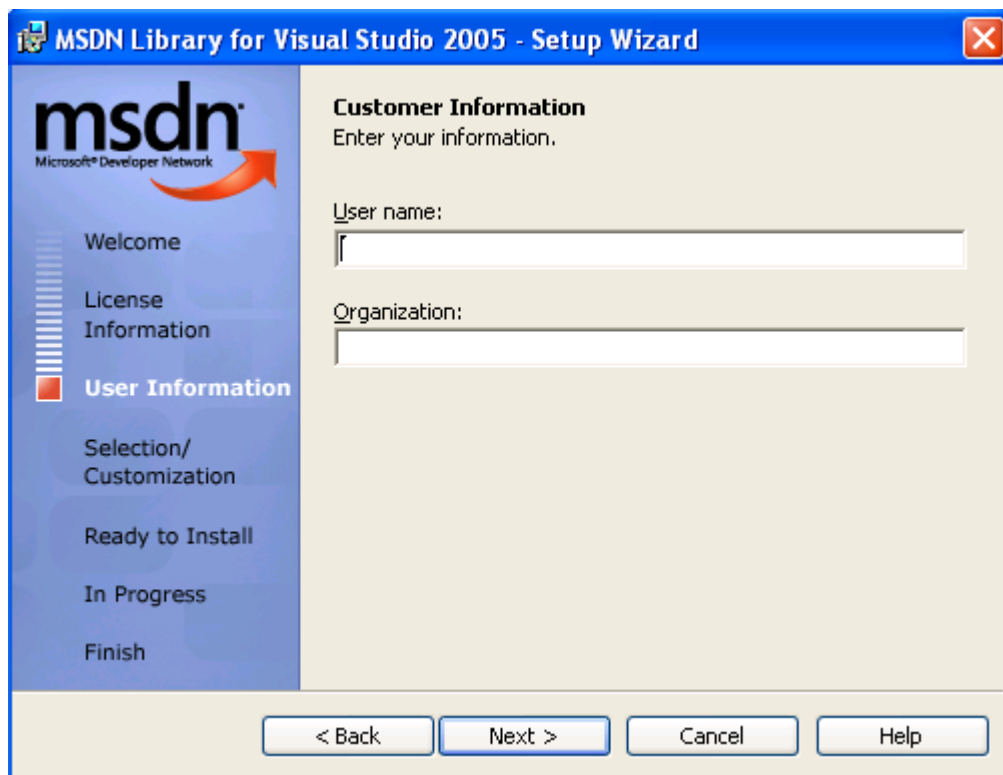 MSDN Library for Visual Studio 2005 - Setup Wizard
msdn
Microsoft® Developer Network
Welcome
License
Information
User Information
Selection/
Customization
Ready to Install
In Progress
Finish
Customer Information
Enter your information.
User name:
Organization:
< Back
Next >
Cancel
Help